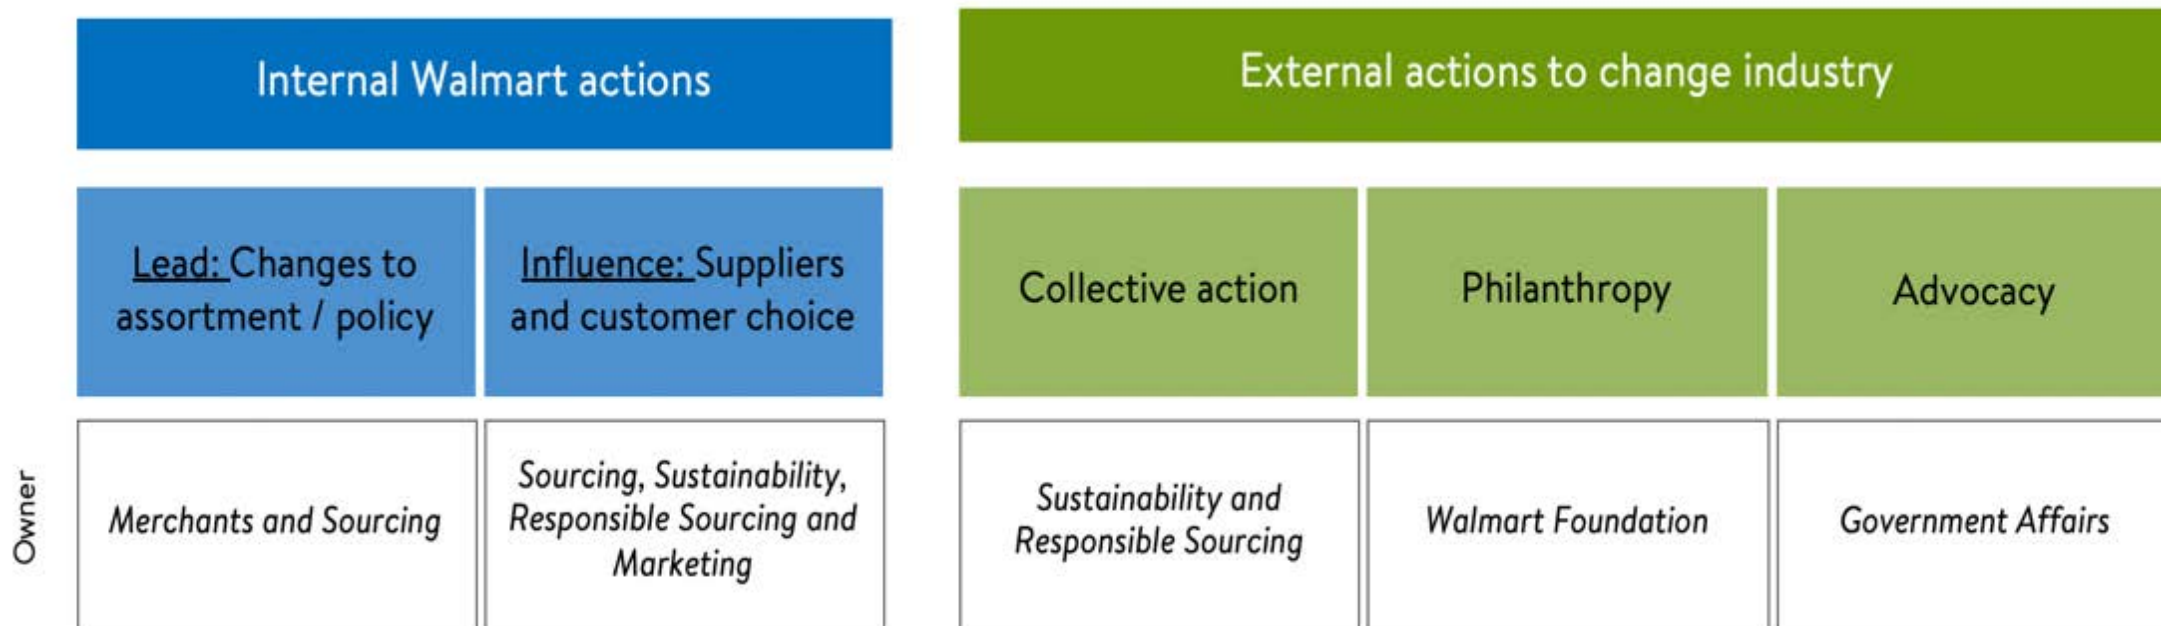 Internal Walmart actions
External actions to change industry
Lead: Changes to
assortment / policy
Influence: Suppliers
and customer choice
Collective action
Philanthropy
Advocacy
Owner
Merchants and Sourcing
Sourcing, Sustainability,
Responsible Sourcing and
Marketing
Sustainability and
Responsible Sourcing
Walmart Foundation
Government Affairs